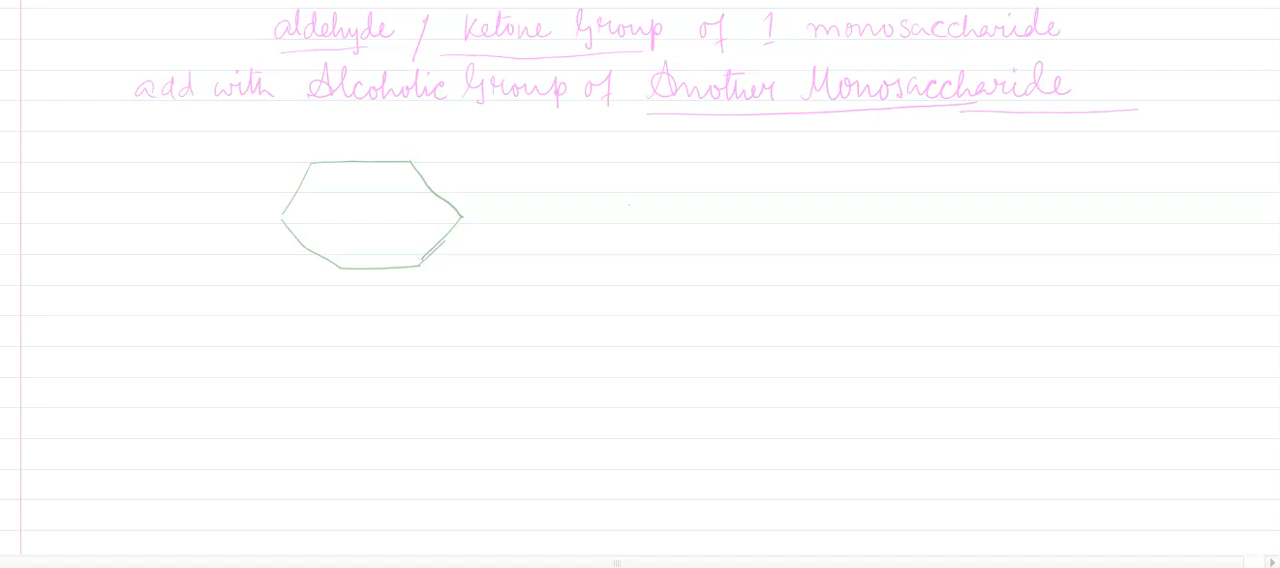 aldehyde / Ketone Group of 1 monosaccharide
add with Alcoholic Group of Another Monosaccharide